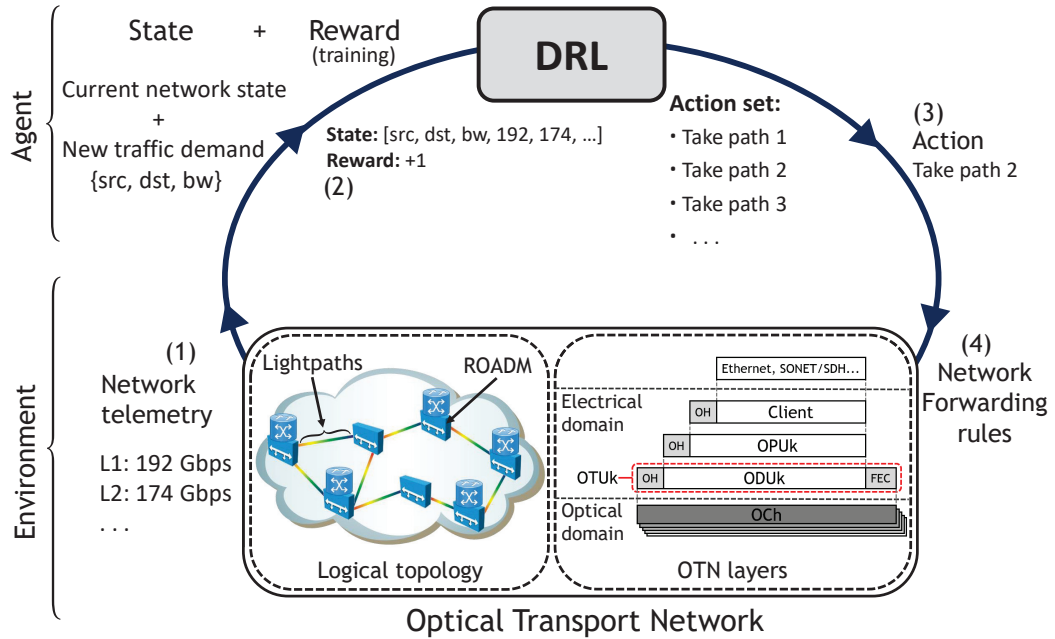 Agent
State + Reward
(training)
Current network state
+
New traffic demand
{src, dst, bw}
DRL
State: [src, dst, bw, 192, 174, ...]
Reward: +1
(2)
Action set:
· Take path 1
· Take path 2
· Take path 3
· . . .
(3)
Action
Take path 2
Environment
(1)
Network
telemetry
L1: 192 Gbps
L2: 174 Gbps
. . .
Lightpaths
ROADM
Logical topology
Ethernet, SONET/SDH...
Electrical
domain
OH Client
OH OPUk
OTUk OH ODUk FEC
Optical
domain
OCh
OTN layers
(4)
Network
Forwarding
rules
Optical Transport Network